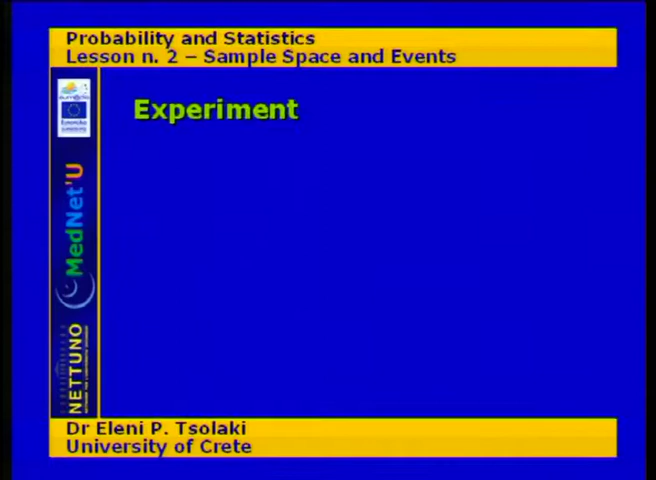 Probability and Statistics
Lesson n. 2 – Sample Space and Events
Experiment
MedNet'U
NETTUNO
Dr Eleni P. Tsolaki
University of Crete